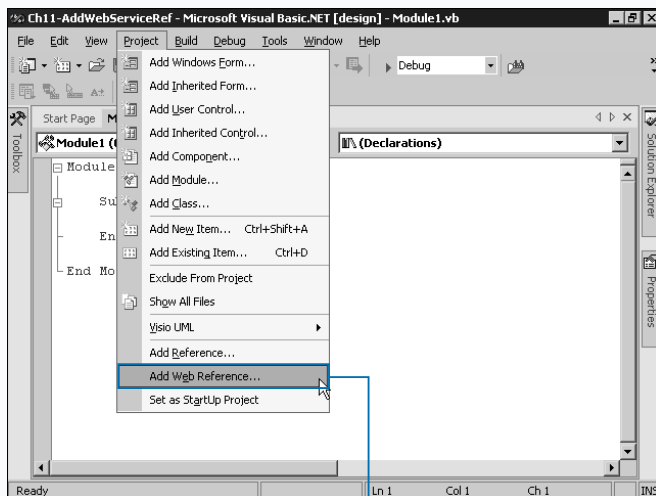 Ch11-AddWebServiceRef - Microsoft Visual Basic.NET [design] - Module1.vb
File Edit View Project Build Debug Tools Window Help
Debug
Start Page
Module1
(Declarations)
Toolbox
Solution Explorer
Properties
Module
Su
En
End Mo
Add Windows Form...
Add Inherited Form...
Add User Control...
Add Inherited Control...
Add Component...
Add Module...
Add Class...
Add New Item... Ctrl+Shift+A
Add Existing Item... Ctrl+D
Exclude From Project
Show All Files
Visio UML
Add Reference...
Add Web Reference...
Set as StartUp Project
Ready Ln 1 Col 1 Ch 1 INS